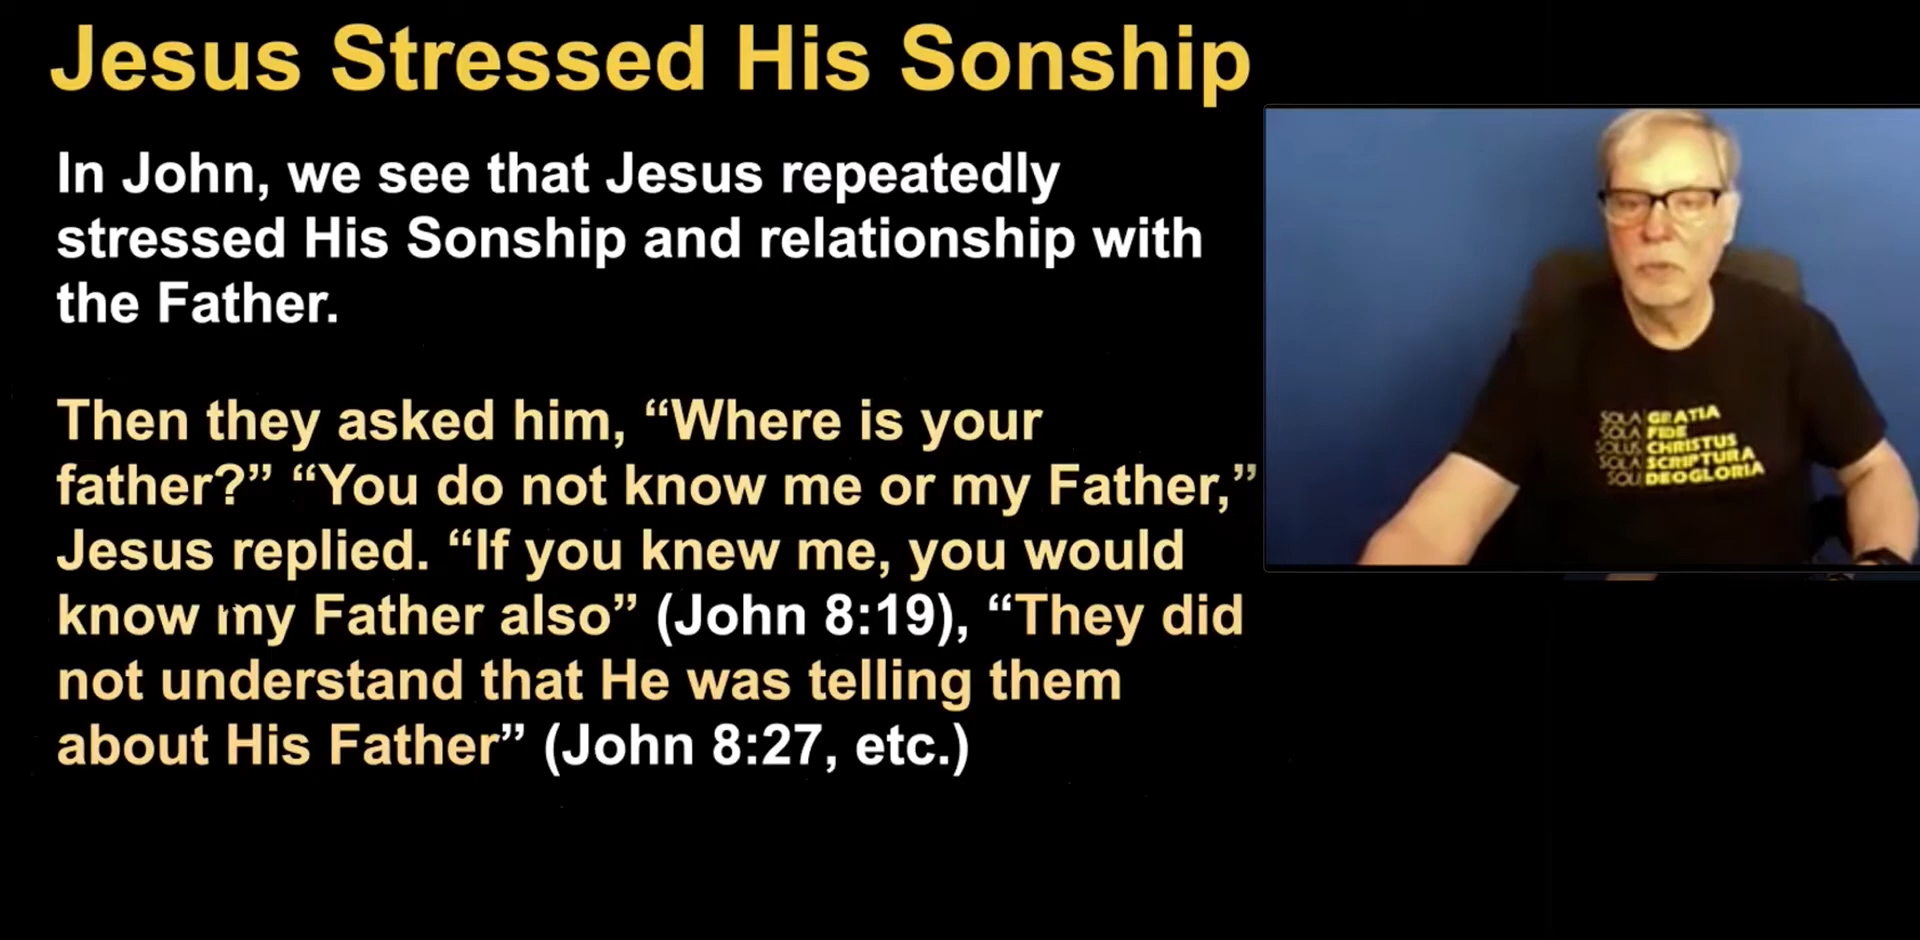 Jesus Stressed His Sonship
In John, we see that Jesus repeatedly
stressed His Sonship and relationship with
the Father.
Then they asked him, “Where is your
father?” “You do not know me or my Father,”
Jesus replied. “If you knew me, you would
know my Father also” (John 8:19), “They did
not understand that He was telling them
about His Father” (John 8:27, etc.)
SOLA GRATIA
SOLA FIDE
SOLUS CHRISTUS
SOLA SCRIPTURA
SOLI DEOGLORIA